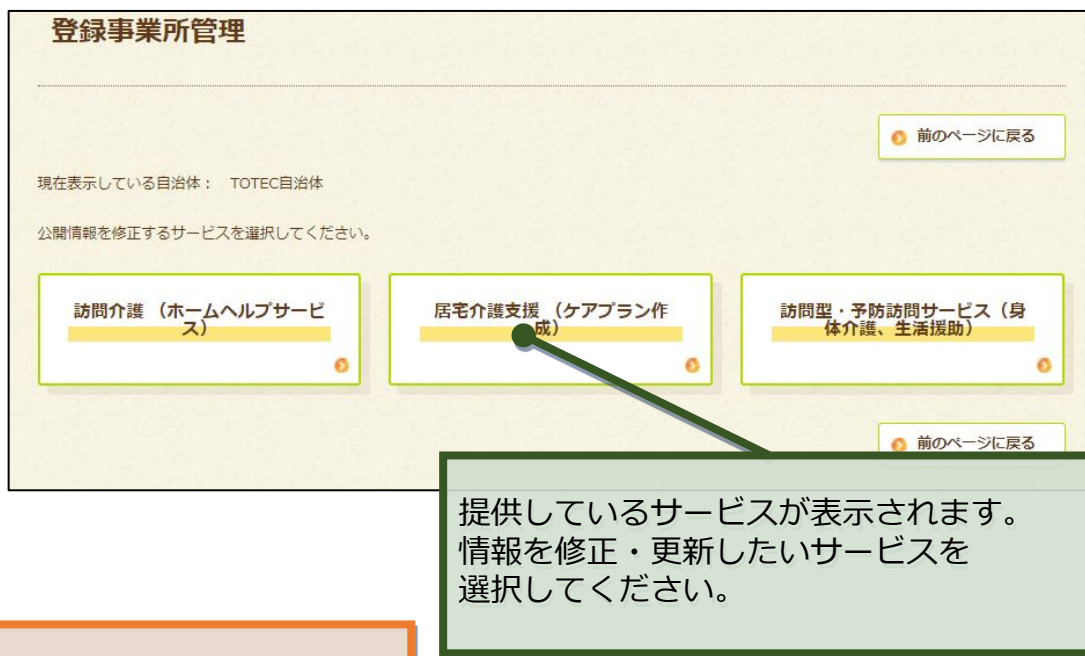 登録事業所管理
前のページに戻る
現在表示している自治体： TOTEC自治体
公開情報を修正するサービスを選択してください。
訪問介護 （ホームヘルプサービ
ス）
居宅介護支援 （ケアプラン作
成）
訪問型・予防訪問サービス（身
体介護、生活援助）
前のページに戻る
提供しているサービスが表示されます。
情報を修正・更新したいサービスを
選択してください。